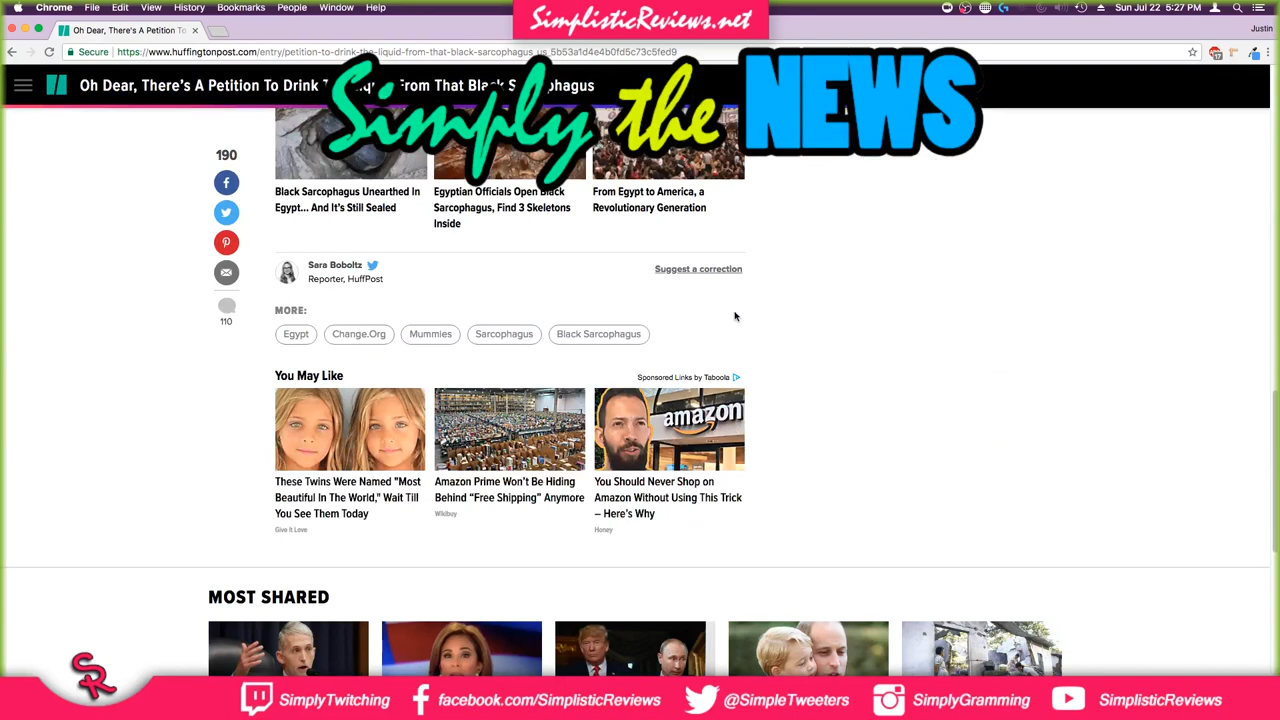 Chrome File Edit View History Bookmarks People Window Help
SimplisticReviews.net
Sun Jul 22 5:27 PM
Justin
Oh Dear, There's A Petition To
Secure https://www.huffingtonpost.com/entry/petition-to-drink-the-liquid-from-that-black-sarcophagus_us_5b53a1d4e4b0fd5c73c5fed9
Simply the NEWS
Oh Dear, There's A Petition To Drink From That Black Sarcophagus
190
Black Sarcophagus Unearthed In
Egypt... And It's Still Sealed
Egyptian Officials Open Black
Sarcophagus, Find 3 Skeletons
Inside
From Egypt to America, a
Revolutionary Generation
Sara Boboltz
Reporter, HuffPost
Suggest a correction
110
MORE:
Egypt Change.Org Mummies Sarcophagus Black Sarcophagus
You May Like
Sponsored Links by Taboola
amazon
These Twins Were Named "Most
Beautiful In The World," Wait Till
You See Them Today
Give It Love
Amazon Prime Won't Be Hiding
Behind "Free Shipping" Anymore
Wikibuy
You Should Never Shop on
Amazon Without Using This Trick
– Here's Why
Honey
MOST SHARED
SR
SimplyTwitching
facebook.com/SimplisticReviews
@SimpleTweeters
SimplyGramming
SimplisticReviews